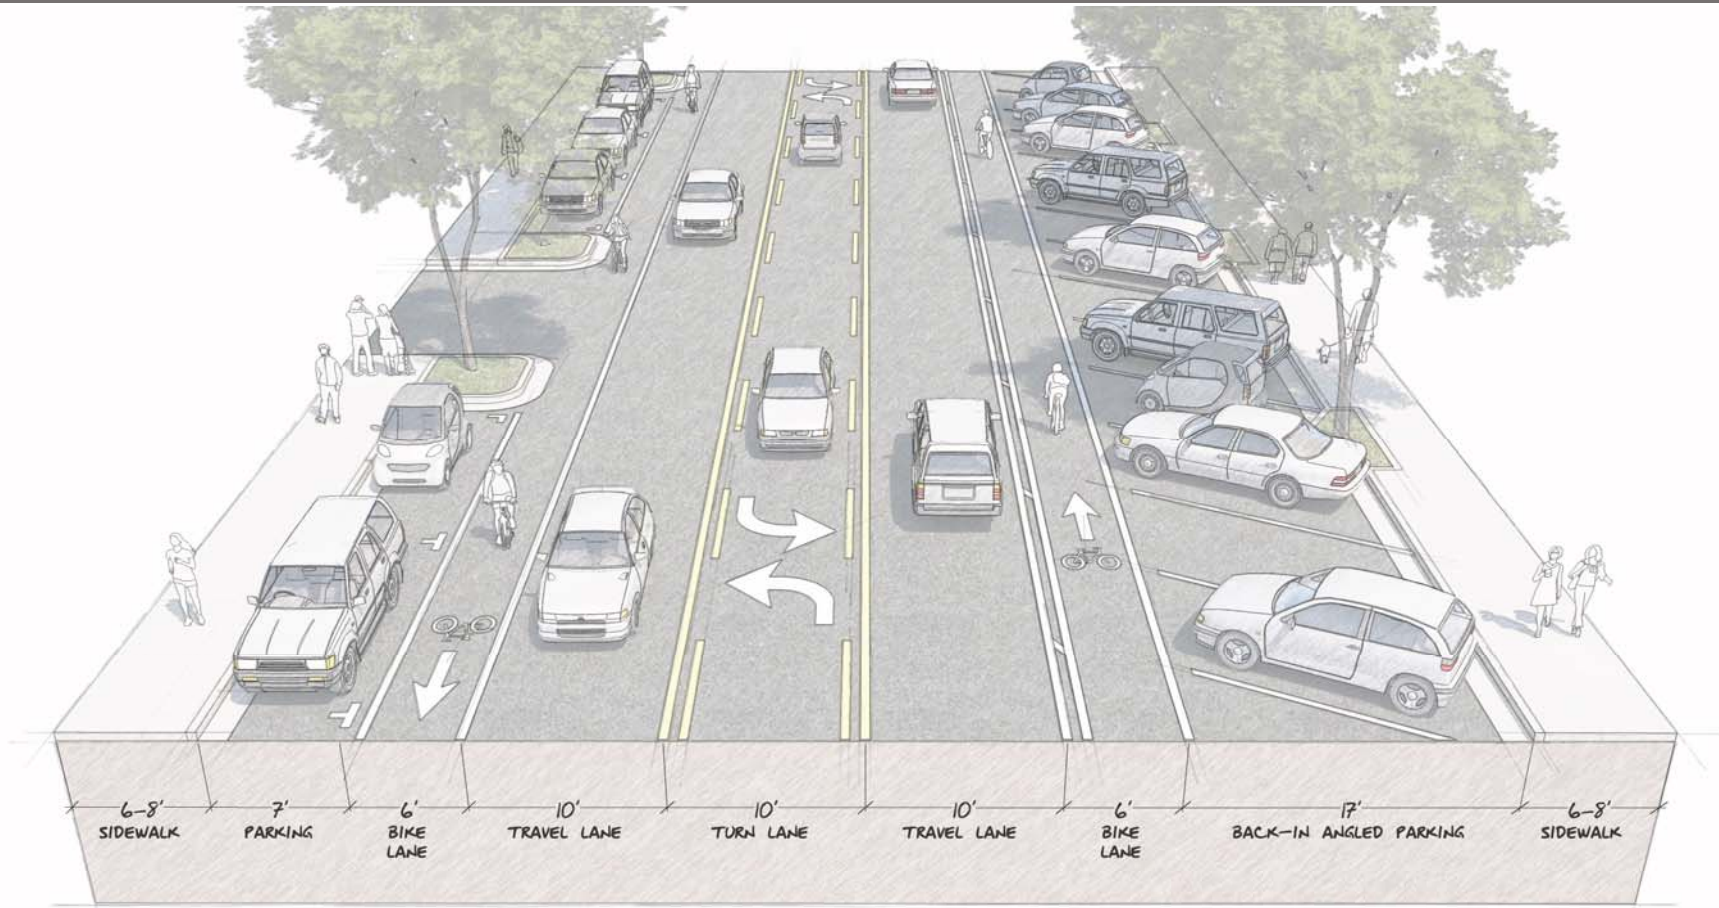 6-8'
SIDEWALK
7'
PARKING
6'
BIKE
LANE
10'
TRAVEL LANE
10'
TURN LANE
10'
TRAVEL LANE
6'
BIKE
LANE
17'
BACK-IN ANGLED PARKING
6-8'
SIDEWALK